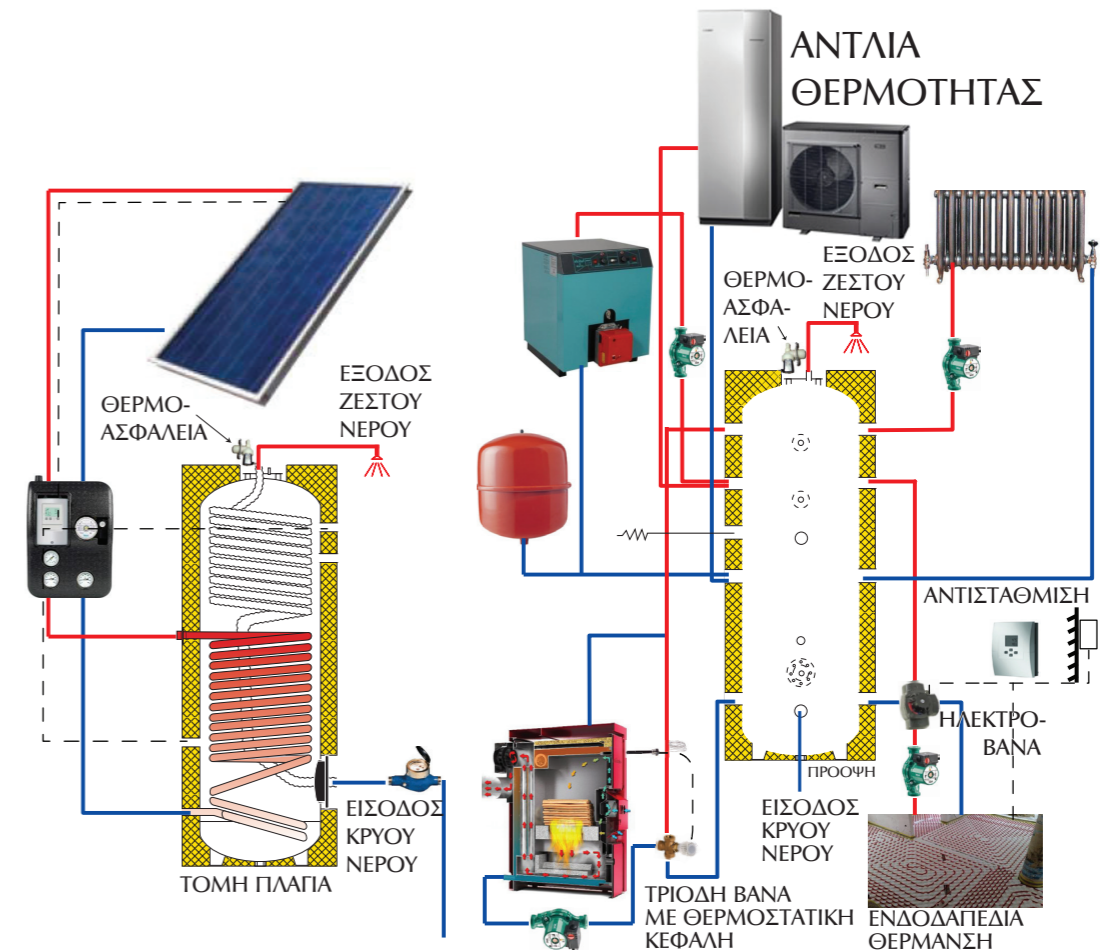 ΑΝΤΛΙΑ
ΘΕΡΜΟΤΗΤΑΣ
ΘΕΡΜΟ-
ΑΣΦΑ-
ΛΕΙΑ
ΕΞΟΔΟΣ
ΖΕΣΤΟΥ
ΝΕΡΟΥ
ΘΕΡΜΟ-
ΑΣΦΑΛΕΙΑ
ΕΞΟΔΟΣ
ΖΕΣΤΟΥ
ΝΕΡΟΥ
ΑΝΤΙΣΤΑΘΜΙΣΗ
ΗΛΕΚΤΡΟ-
ΒΑΝΑ
ΠΡΟΟΨΗ
ΕΙΣΟΔΟΣ
ΚΡΥΟΥ
ΝΕΡΟΥ
ΕΙΣΟΔΟΣ
ΚΡΥΟΥ
ΝΕΡΟΥ
ΤΟΜΗ ΠΛΑΓΙΑ
ΤΡΙΟΔΗ ΒΑΝΑ
ΜΕ ΘΕΡΜΟΣΤΑΤΙΚΗ
ΚΕΦΑΛΗ
ΕΝΔΟΔΑΠΕΔΙΑ
ΘΕΡΜΑΝΣΗ